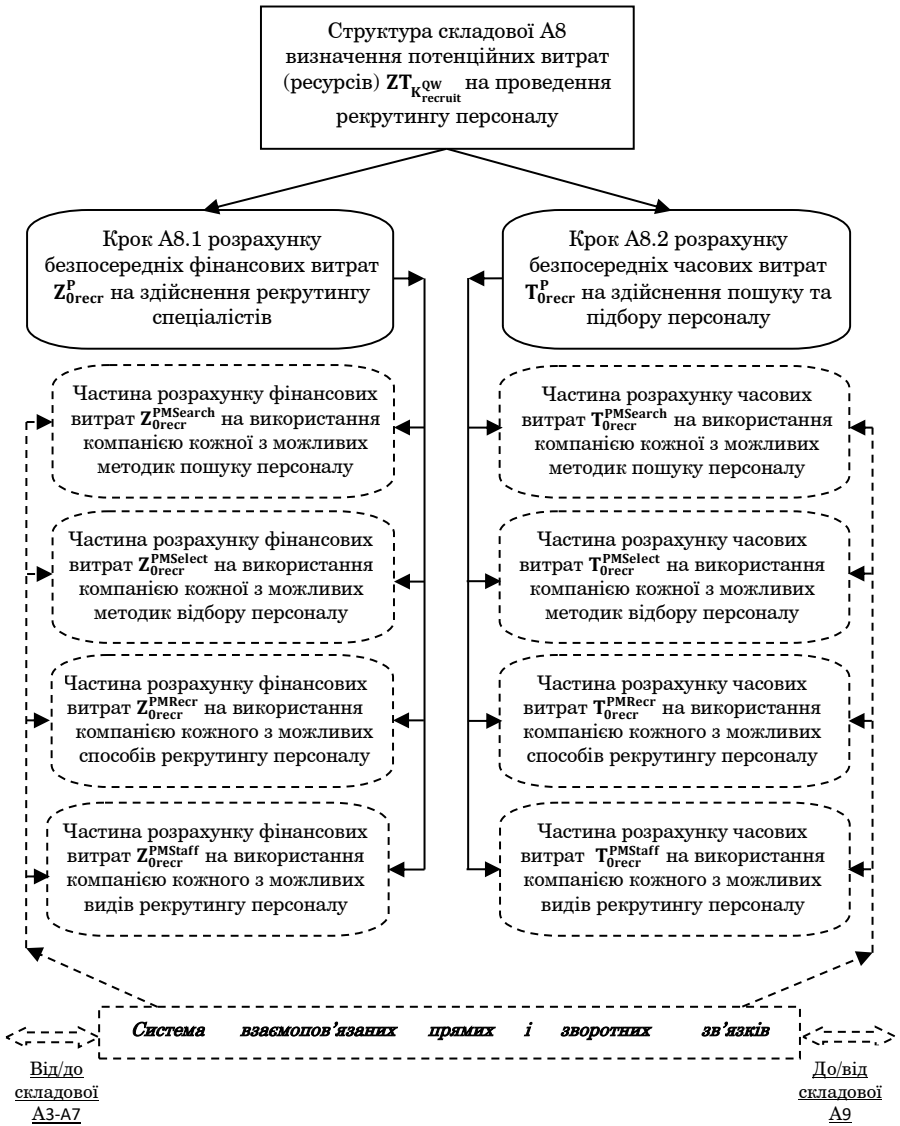 Структура складової А8
визначення потенційних витрат
(ресурсів) ZT_{K_{recruit}^{QW}} на проведення
рекрутингу персоналу
Крок А8.1 розрахунку
безпосередніх фінансових витрат
Z_{0recr}^{P} на здійснення рекрутингу
спеціалістів
Крок А8.2 розрахунку
безпосередніх часових витрат
T_{0recr}^{P} на здійснення пошуку та
підбору персоналу
Частина розрахунку фінансових
витрат Z_{0recr}^{PMSearch} на використання
компанією кожної з можливих
методик пошуку персоналу
Частина розрахунку часових
витрат T_{0recr}^{PMSearch} на використання
компанією кожної з можливих
методик пошуку персоналу
Частина розрахунку фінансових
витрат Z_{0recr}^{PMSelect} на використання
компанією кожної з можливих
методик відбору персоналу
Частина розрахунку часових
витрат T_{0recr}^{PMSelect} на використання
компанією кожної з можливих
методик відбору персоналу
Частина розрахунку фінансових
витрат Z_{0recr}^{PMRecr} на використання
компанією кожного з можливих
способів рекрутингу персоналу
Частина розрахунку часових
витрат T_{0recr}^{PMRecr} на використання
компанією кожного з можливих
способів рекрутингу персоналу
Частина розрахунку фінансових
витрат Z_{0recr}^{PMStaff} на використання
компанією кожного з можливих
видів рекрутингу персоналу
Частина розрахунку часових
витрат T_{0recr}^{PMStaff} на використання
компанією кожного з можливих
видів рекрутингу персоналу
Система взаємопов’язаних прямих і зворотних зв’язків
Від/до
складової
А3-А7
До/від
складової
А9